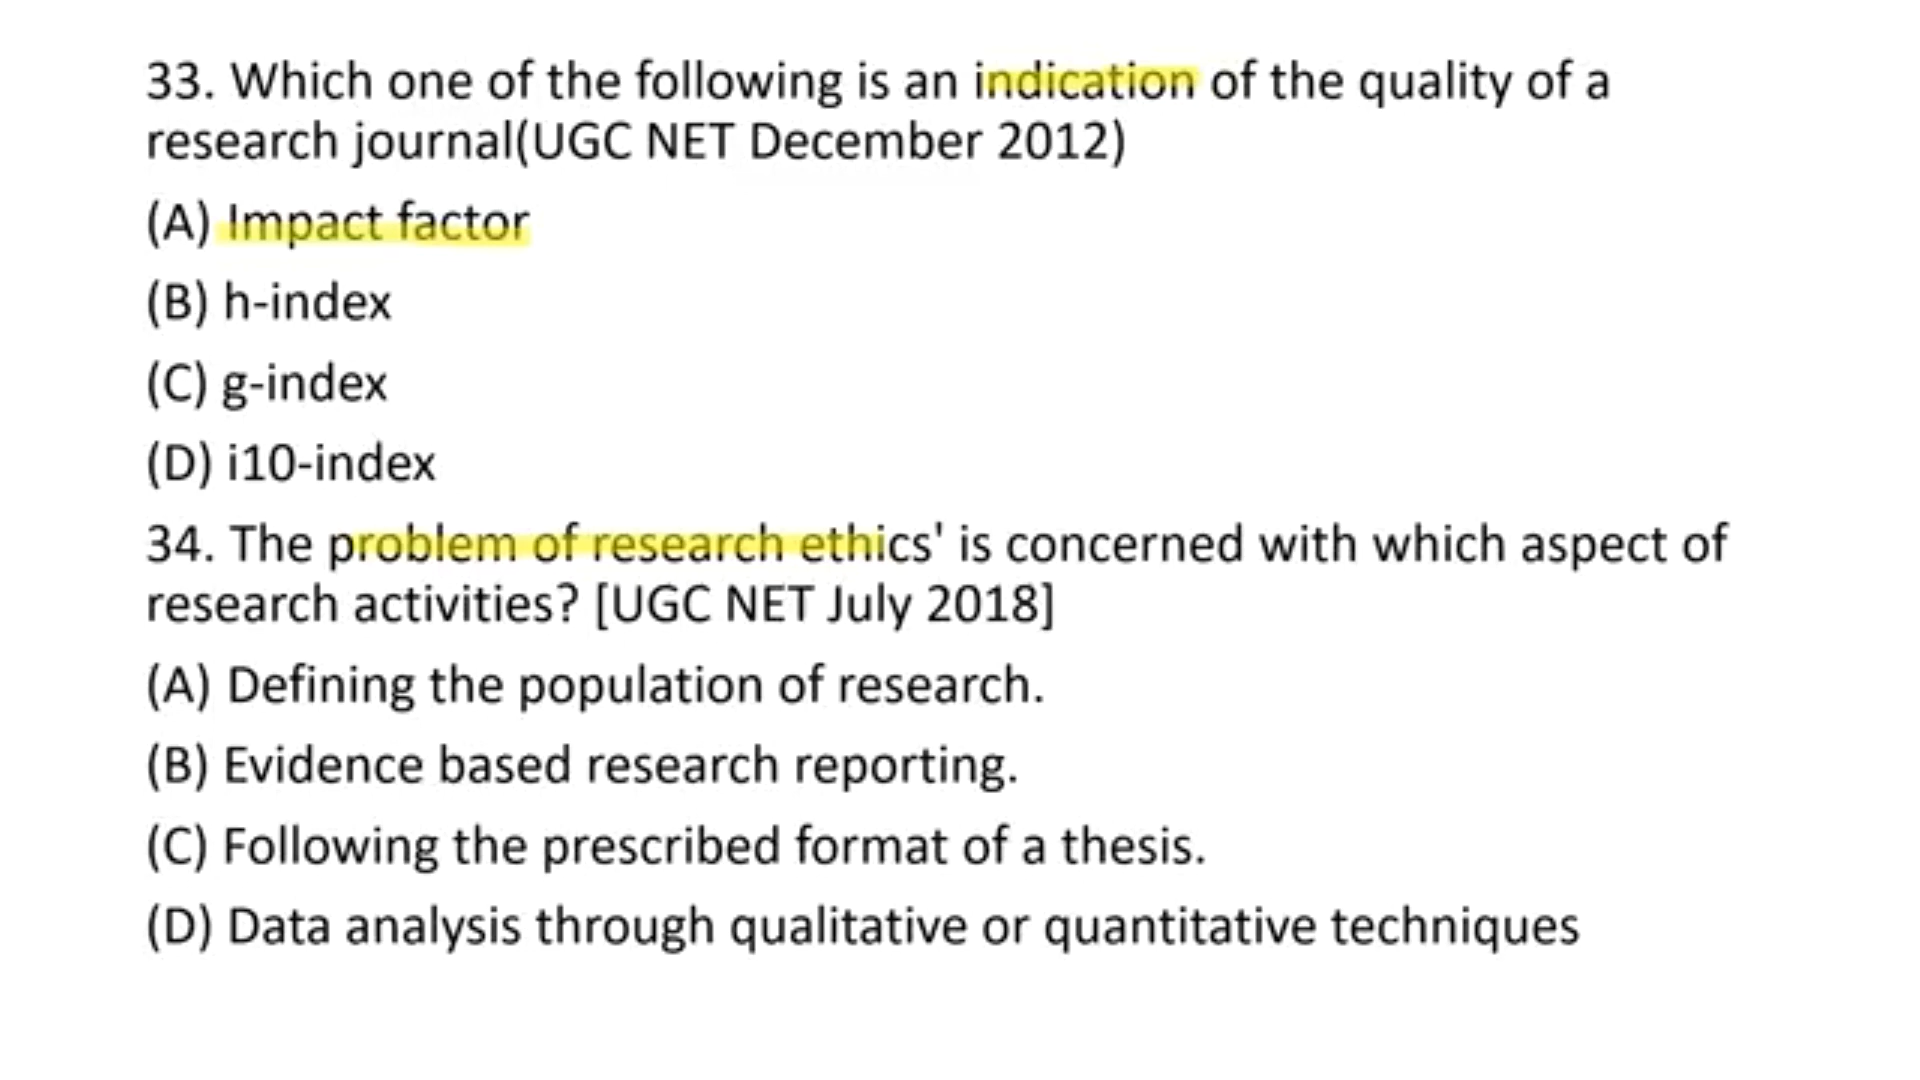 33. Which one of the following is an indication of the quality of a
research journal(UGC NET December 2012)
(A) Impact factor
(B) h-index
(C) g-index
(D) i10-index
34. The problem of research ethics' is concerned with which aspect of
research activities? [UGC NET July 2018]
(A) Defining the population of research.
(B) Evidence based research reporting.
(C) Following the prescribed format of a thesis.
(D) Data analysis through qualitative or quantitative techniques